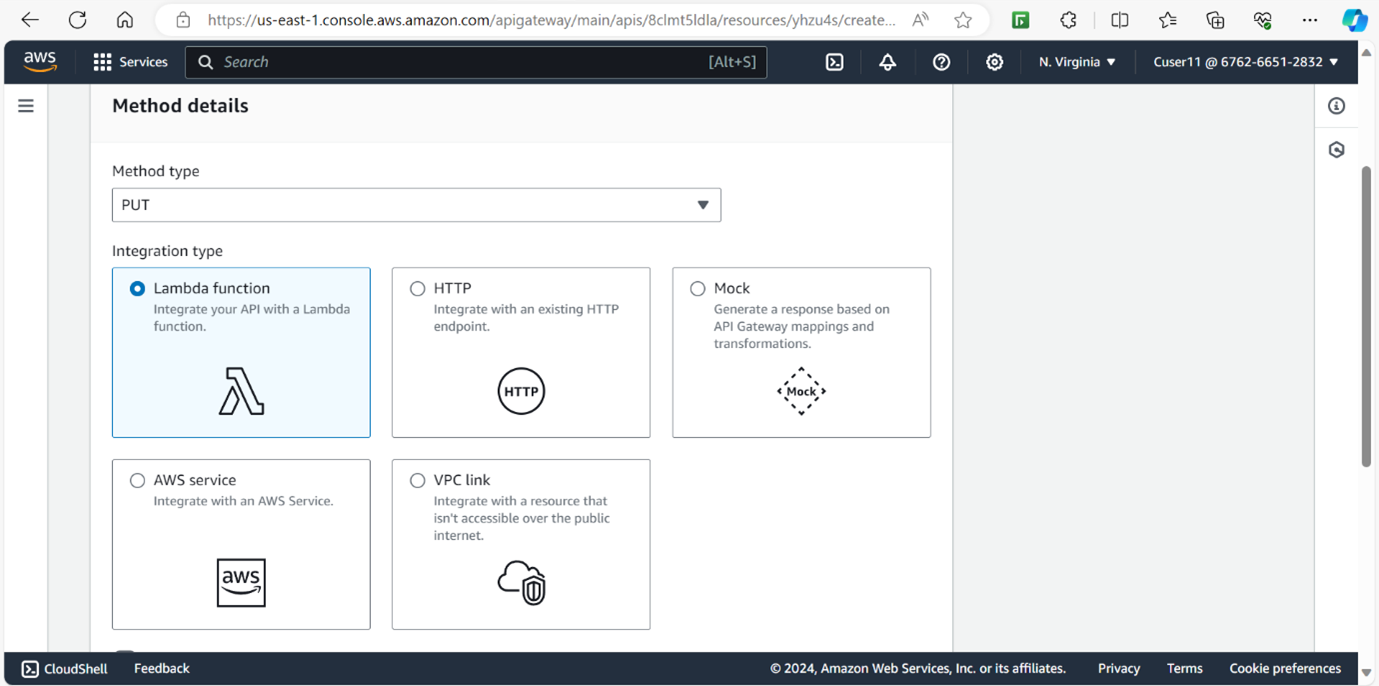 https://us-east-1.console.aws.amazon.com/apigateway/main/apis/8clmt5ldla/resources/yhzu4s/create...
aws
Services
Search
[Alt+S]
N. Virginia
Cuser11 @ 6762-6651-2832
Method details
Method type
PUT
Integration type
Lambda function
Integrate your API with a Lambda
function.
HTTP
Integrate with an existing HTTP
endpoint.
HTTP
Mock
Generate a response based on
API Gateway mappings and
transformations.
Mock
AWS service
Integrate with an AWS Service.
aws
VPC link
Integrate with a resource that
isn't accessible over the public
internet.
CloudShell
Feedback
© 2024, Amazon Web Services, Inc. or its affiliates.
Privacy
Terms
Cookie preferences